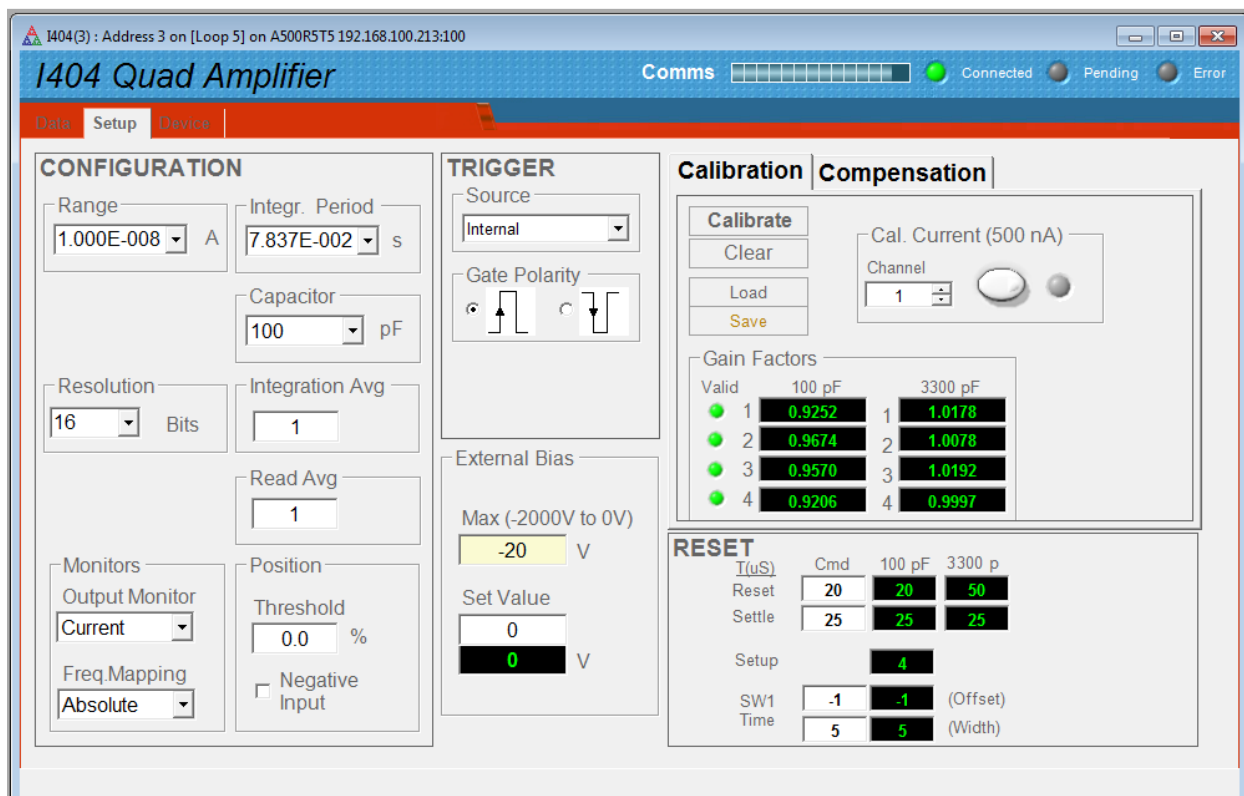 I404(3) : Address 3 on [Loop 5] on A500R5T5 192.168.100.213:100
I404 Quad Amplifier
Comms
Connected
Pending
Error
Data
Setup
Device
CONFIGURATION
Range
1.000E-008 A
Integr. Period
7.837E-002 s
Capacitor
100 pF
Resolution
16 Bits
Integration Avg
1
Read Avg
1
Monitors
Output Monitor
Current
Freq.Mapping
Absolute
Position
Threshold
0.0 %
Negative
Input
TRIGGER
Source
Internal
Gate Polarity
External Bias
Max (-2000V to 0V)
-20 V
Set Value
0
0 V
Calibration
Compensation
Calibrate
Clear
Load
Save
Cal. Current (500 nA)
Channel
1
Gain Factors
Valid 100 pF 3300 pF
1 0.9252 1 1.0178
2 0.9674 2 1.0078
3 0.9570 3 1.0192
4 0.9206 4 0.9997
RESET
T(uS) Cmd 100 pF 3300 p
Reset 20 20 50
Settle 25 25 25
Setup 4
SW1 -1 -1 (Offset)
Time 5 5 (Width)